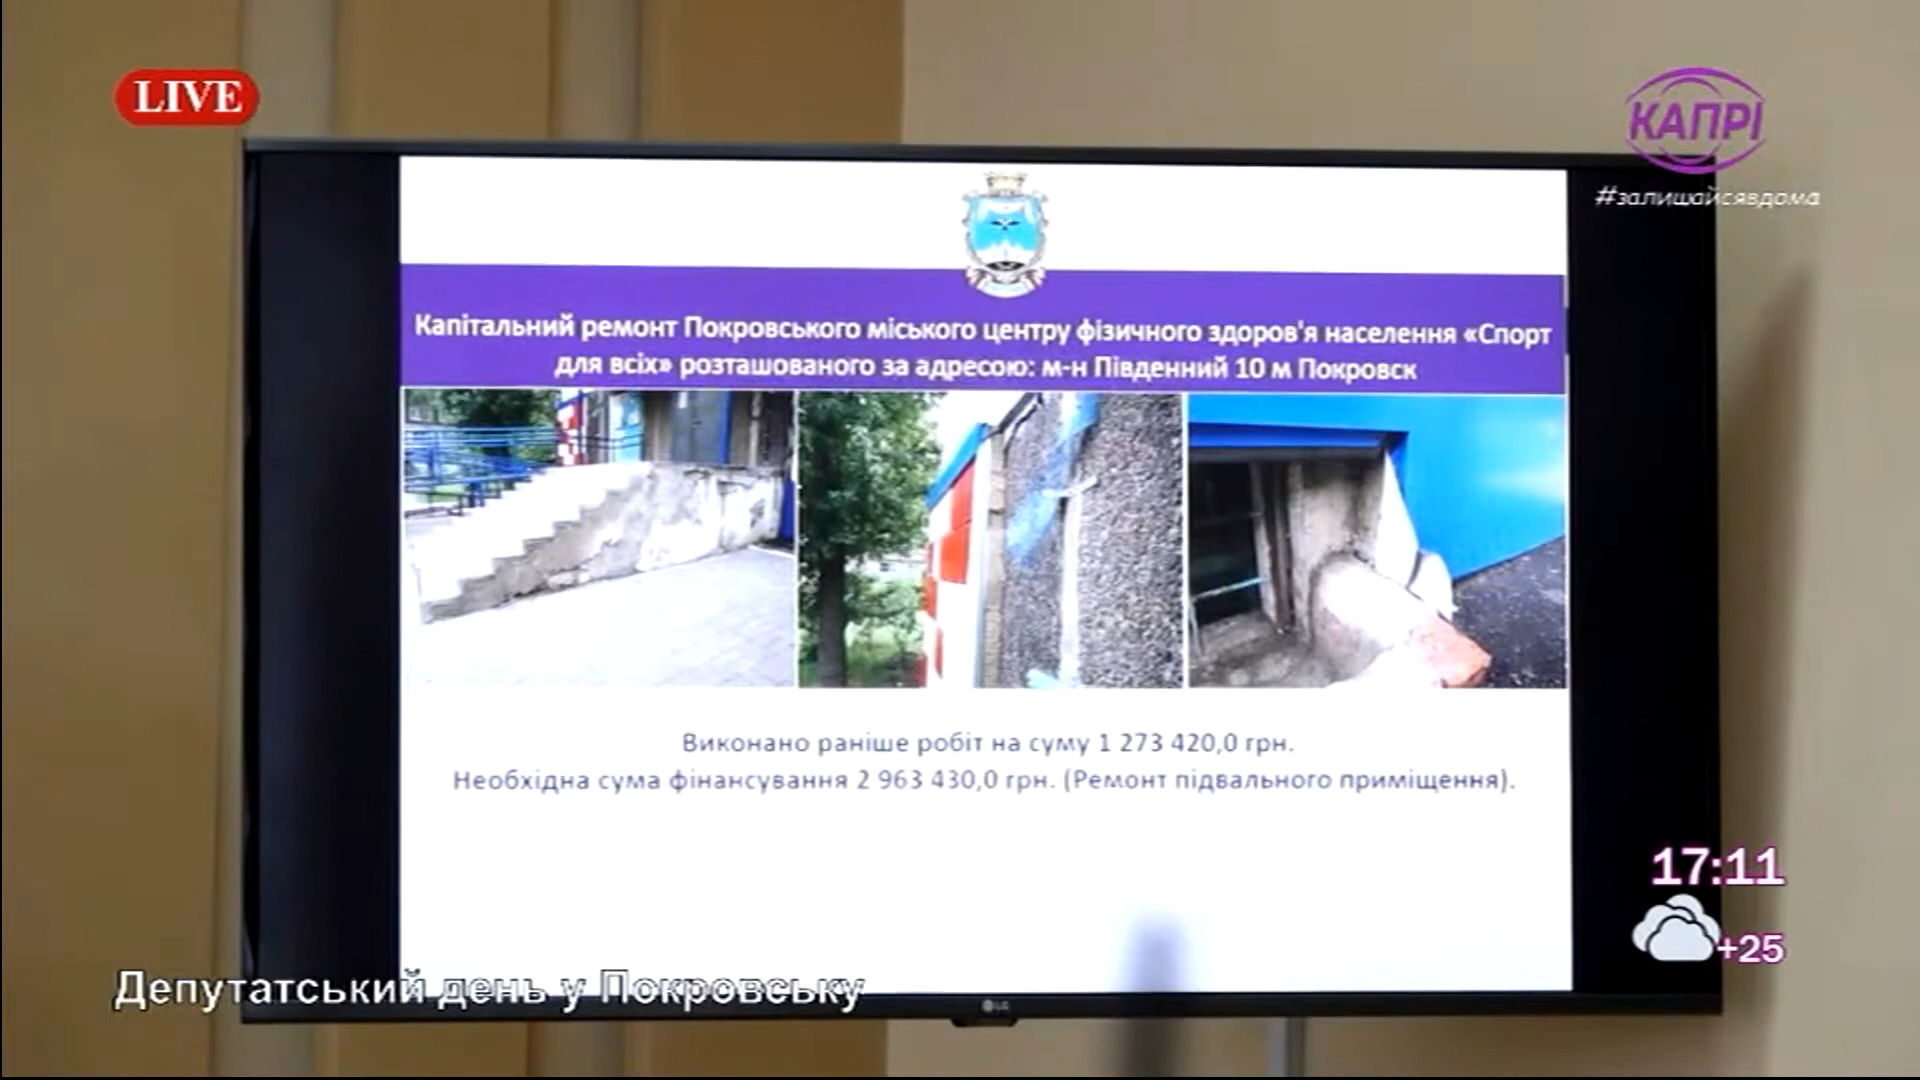 LIVE
КАПРІ
#залишайсявдома
Капітальний ремонт Покровського міського центру фізичного здоров'я населення «Спорт
для всіх» розташованого за адресою: м-н Південний 10 м Покровск
Виконано раніше робіт на суму 1 273 420,0 грн.
Необхідна сума фінансування 2 963 430,0 грн. (Ремонт підвального приміщення).
17:11
+25
Депутатський день у Покровську
LG